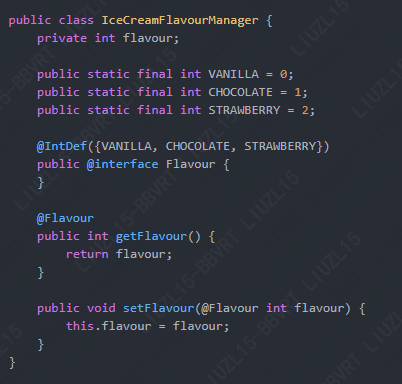 public class IceCreamFlavourManager {
    private int flavour;

    public static final int VANILLA = 0;
    public static final int CHOCOLATE = 1;
    public static final int STRAWBERRY = 2;

    @IntDef({VANILLA, CHOCOLATE, STRAWBERRY})
    public @interface Flavour {
    }

    @Flavour
    public int getFlavour() {
        return flavour;
    }

    public void setFlavour(@Flavour int flavour) {
        this.flavour = flavour;
    }
}